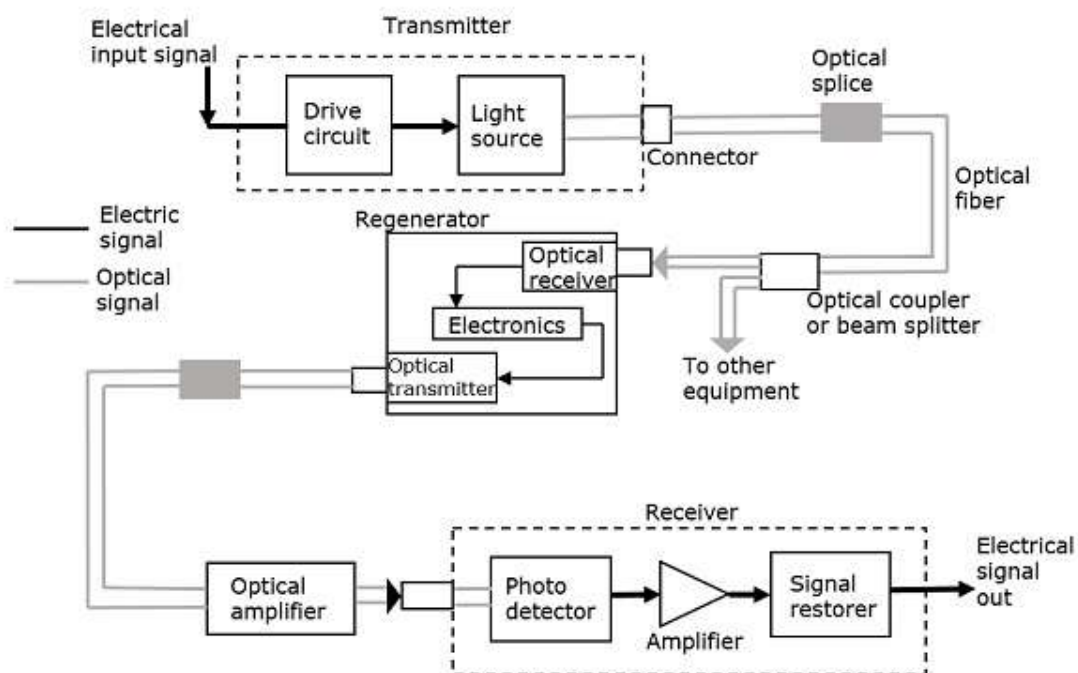 Electrical
input signal
Transmitter
Drive
circuit
Light
source
Connector
Optical
splice
Optical
fiber
Electric
signal
Optical
signal
Regenerator
Optical
receiver
Electronics
Optical
transmitter
Optical coupler
or beam splitter
To other
equipment
Receiver
Optical
amplifier
Photo
detector
Amplifier
Signal
restorer
Electrical
signal
out